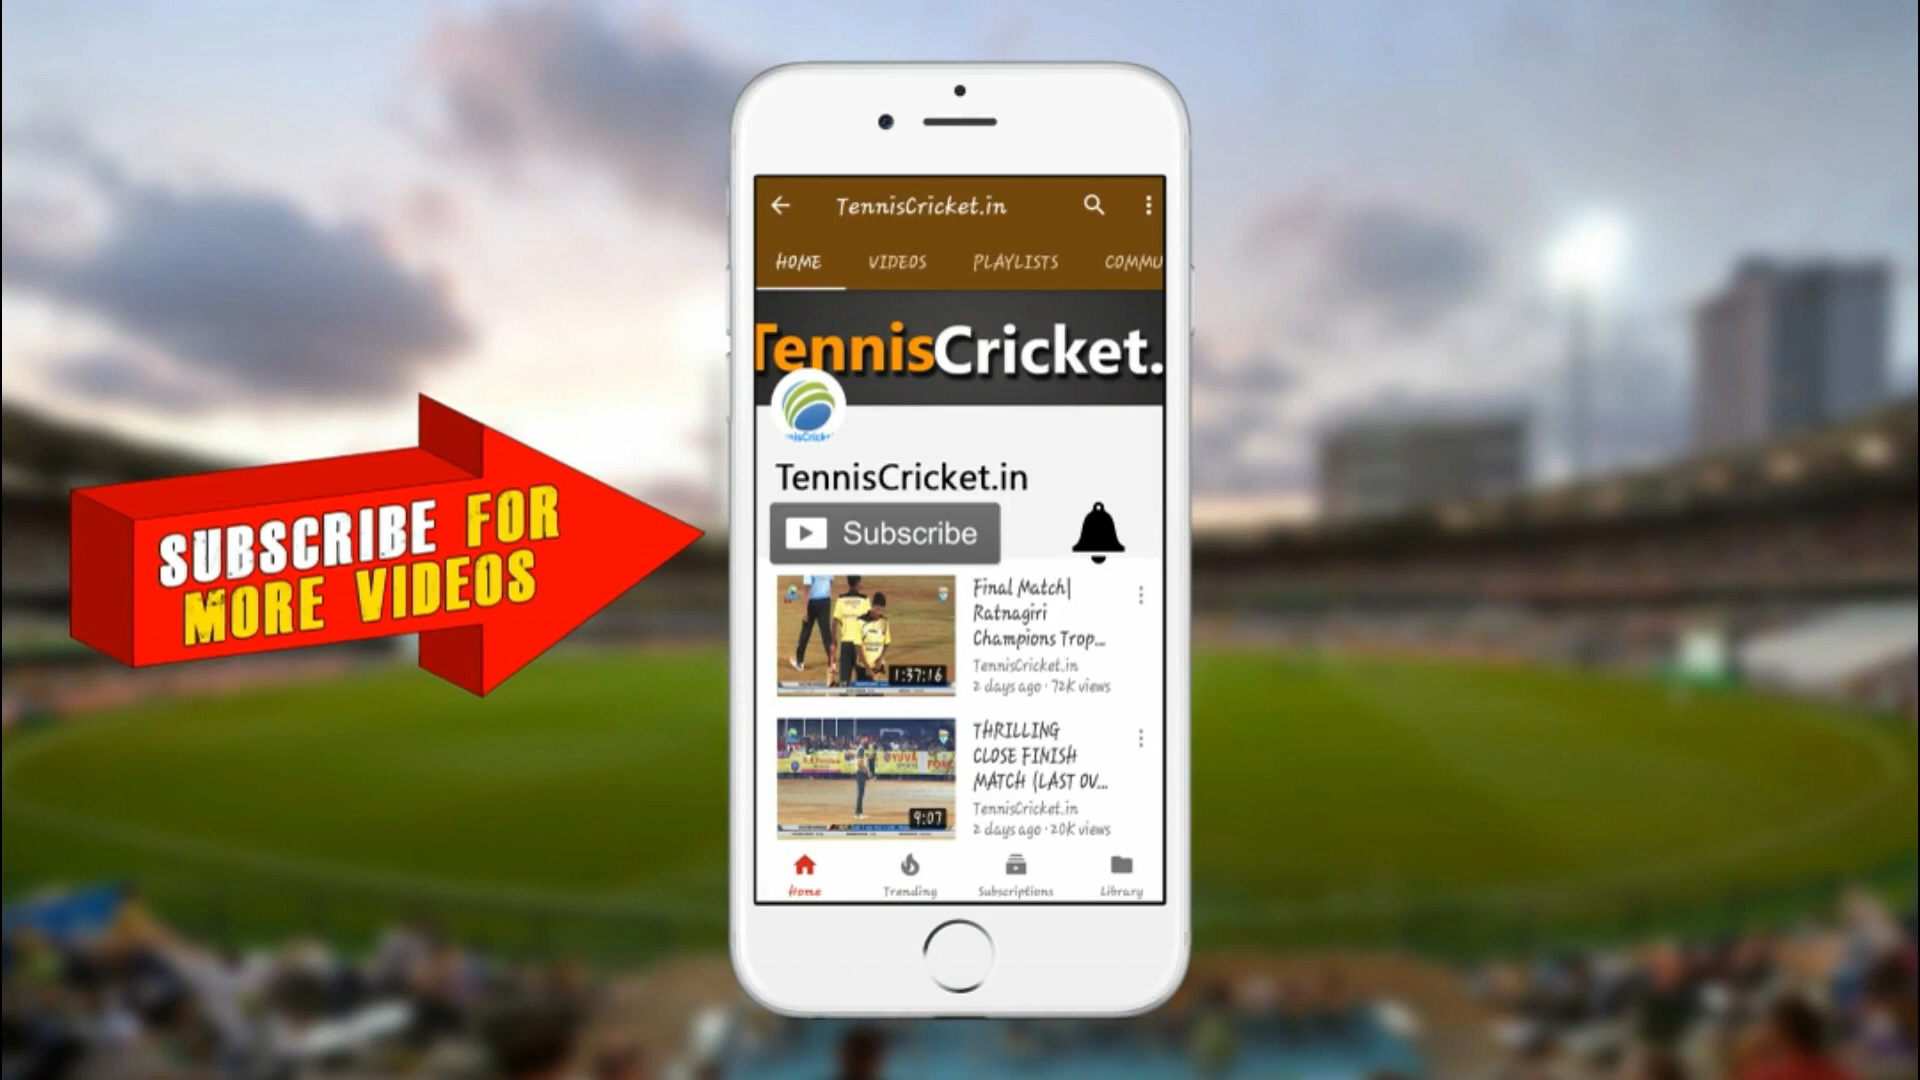 TennisCricket.in
HOME VIDEOS PLAYLISTS COMMU
TennisCricket.
TennisCricket.in
Subscribe
SUBSCRIBE FOR
MORE VIDEOS
Final Match|
Ratnagiri
Champions Trop...
TennisCricket.in
2 days ago · 72K views
1:37:16
THRILLING
CLOSE FINISH
MATCH (LAST OV...
TennisCricket.in
2 days ago · 20K views
9:07
Home Trending Subscriptions Library